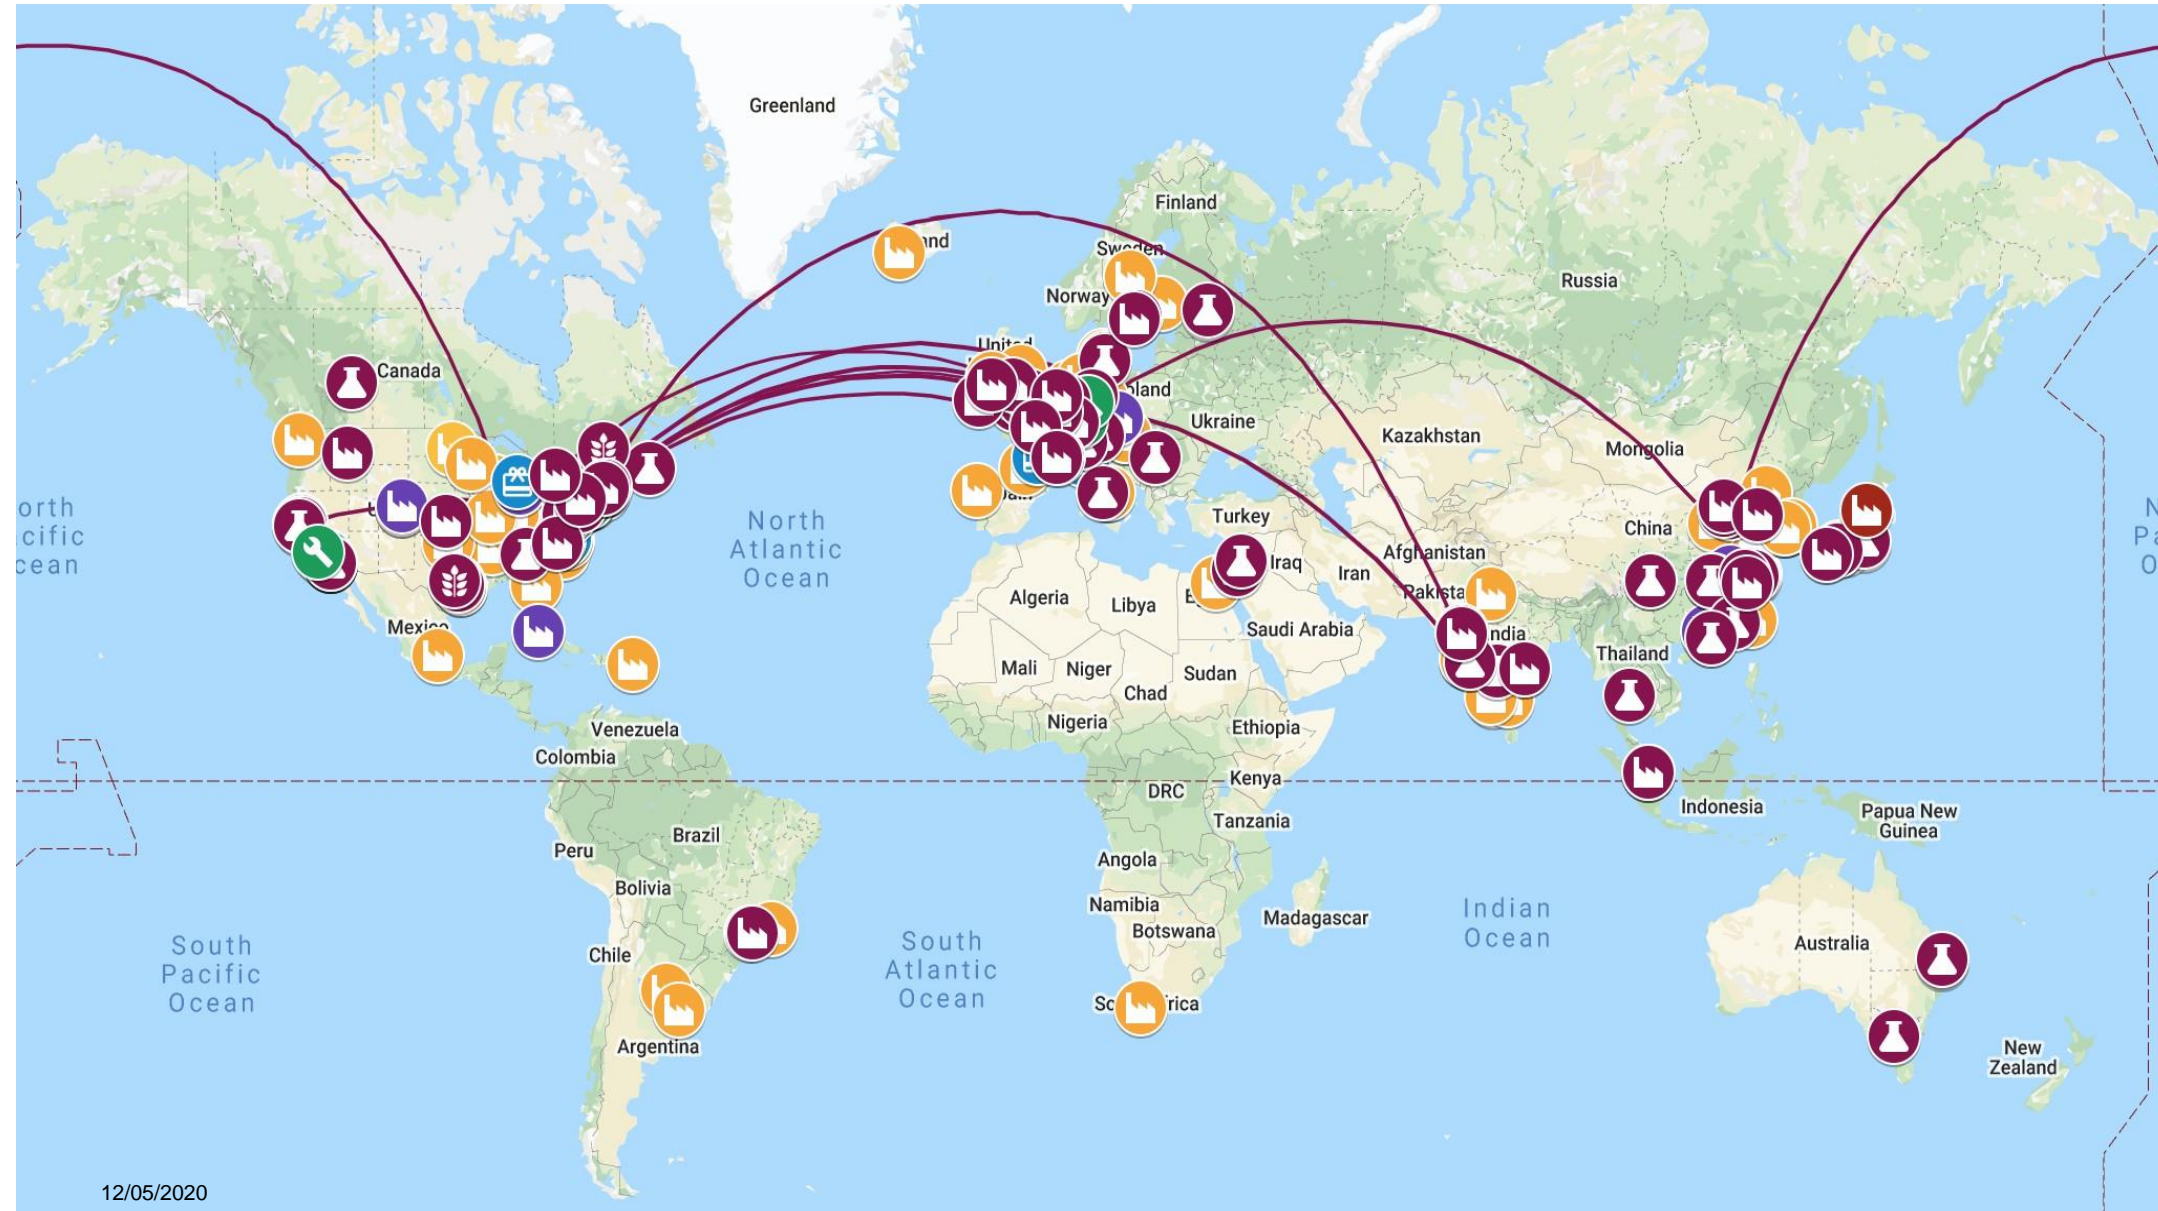 Greenland
Finland
Sweden
Russia
Norway
United
Canada
Ukraine
Kazakhstan
Mongolia
North
Atlantic
Ocean
Turkey
China
Afghanistan
Iraq
Iran
Algeria
Libya
Mexico
Saudi Arabia
Thailand
Mali
Niger
Sudan
Chad
Nigeria
Ethiopia
Venezuela
Colombia
Kenya
DRC
Indonesia
Papua New
Guinea
Tanzania
Brazil
Peru
Angola
Bolivia
Namibia
Botswana
Madagascar
Indian
Ocean
Australia
Chile
South
Pacific
Ocean
South
Atlantic
Ocean
Argentina
New
Zealand
12/05/2020